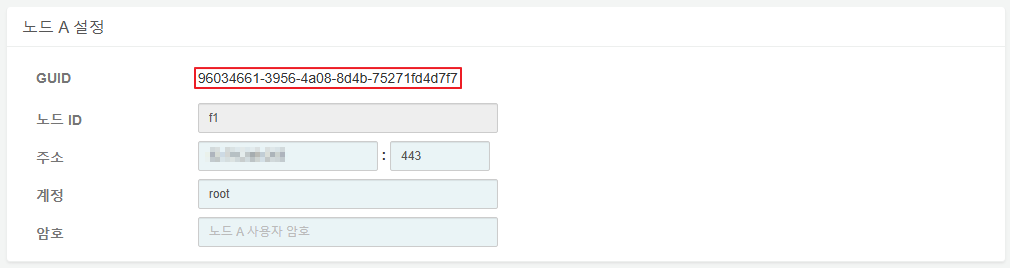 노드 A 설정
GUID 96034661-3956-4a08-8d4b-75271fd4d7f7
노드 ID f1
주소 : 443
계정 root
암호 노드 A 사용자 암호